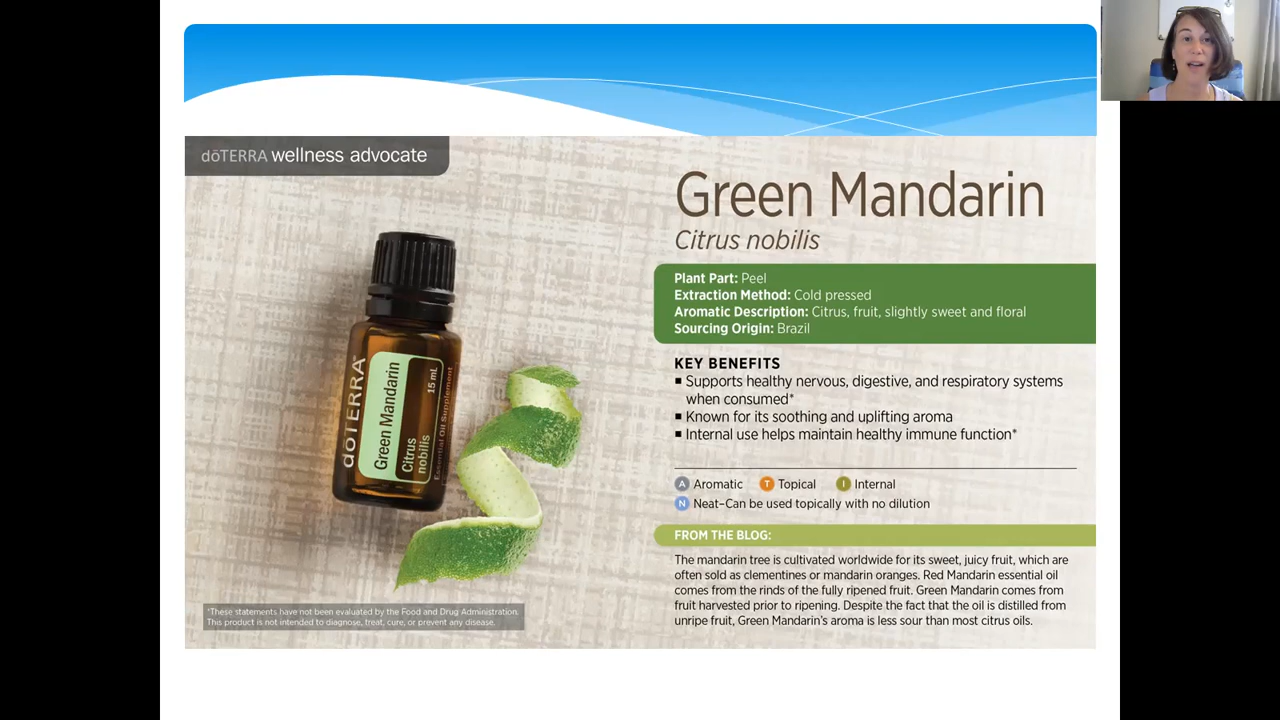 dōTERRA wellness advocate
Green Mandarin
Citrus nobilis
Plant Part: Peel
Extraction Method: Cold pressed
Aromatic Description: Citrus, fruit, slightly sweet and floral
Sourcing Origin: Brazil
KEY BENEFITS
▪ Supports healthy nervous, digestive, and respiratory systems
when consumed*
▪ Known for its soothing and uplifting aroma
▪ Internal use helps maintain healthy immune function*
A Aromatic T Topical I Internal
N Neat–Can be used topically with no dilution
FROM THE BLOG:
The mandarin tree is cultivated worldwide for its sweet, juicy fruit, which are
often sold as clementines or mandarin oranges. Red Mandarin essential oil
comes from the rinds of the fully ripened fruit. Green Mandarin comes from
fruit harvested prior to ripening. Despite the fact that the oil is distilled from
unripe fruit, Green Mandarin's aroma is less sour than most citrus oils.
dōTERRA
Green Mandarin
Citrus
nobilis
15 mL
Essential Oil Supplement
*These statements have not been evaluated by the Food and Drug Administration.
This product is not intended to diagnose, treat, cure, or prevent any disease.